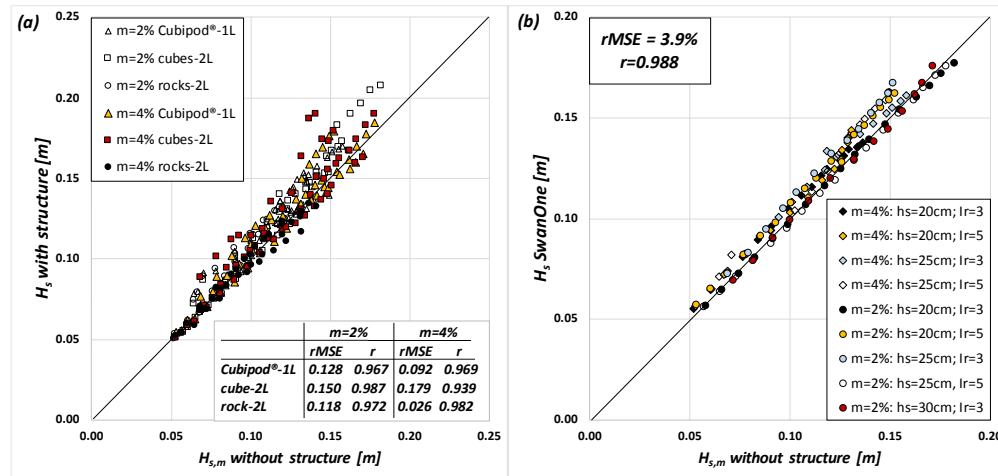 (a)
0.25
0.20
0.15
0.10
0.05
0.00
Hs with structure [m]
m=2% Cubipod®-1L
m=2% cubes-2L
m=2% rocks-2L
m=4% Cubipod®-1L
m=4% cubes-2L
m=4% rocks-2L
m=2% m=4%
rMSE r rMSE r
Cubipod®-1L 0.128 0.967 0.092 0.969
cube-2L 0.150 0.987 0.179 0.939
rock-2L 0.118 0.972 0.026 0.982
0.00 0.05 0.10 0.15 0.20 0.25
Hs,m without structure [m]
(b)
0.20
0.15
0.10
0.05
0.00
Hs SwanOne [m]
rMSE = 3.9%
r=0.988
m=4%: hs=20cm; Ir=3
m=4%: hs=20cm; Ir=5
m=4%: hs=25cm; Ir=3
m=4%: hs=25cm; Ir=5
m=2%: hs=20cm; Ir=3
m=2%: hs=20cm; Ir=5
m=2%: hs=25cm; Ir=3
m=2%: hs=25cm; Ir=5
m=2%: hs=30cm; Ir=3
0.00 0.05 0.10 0.15 0.20
Hs,m without structure [m]